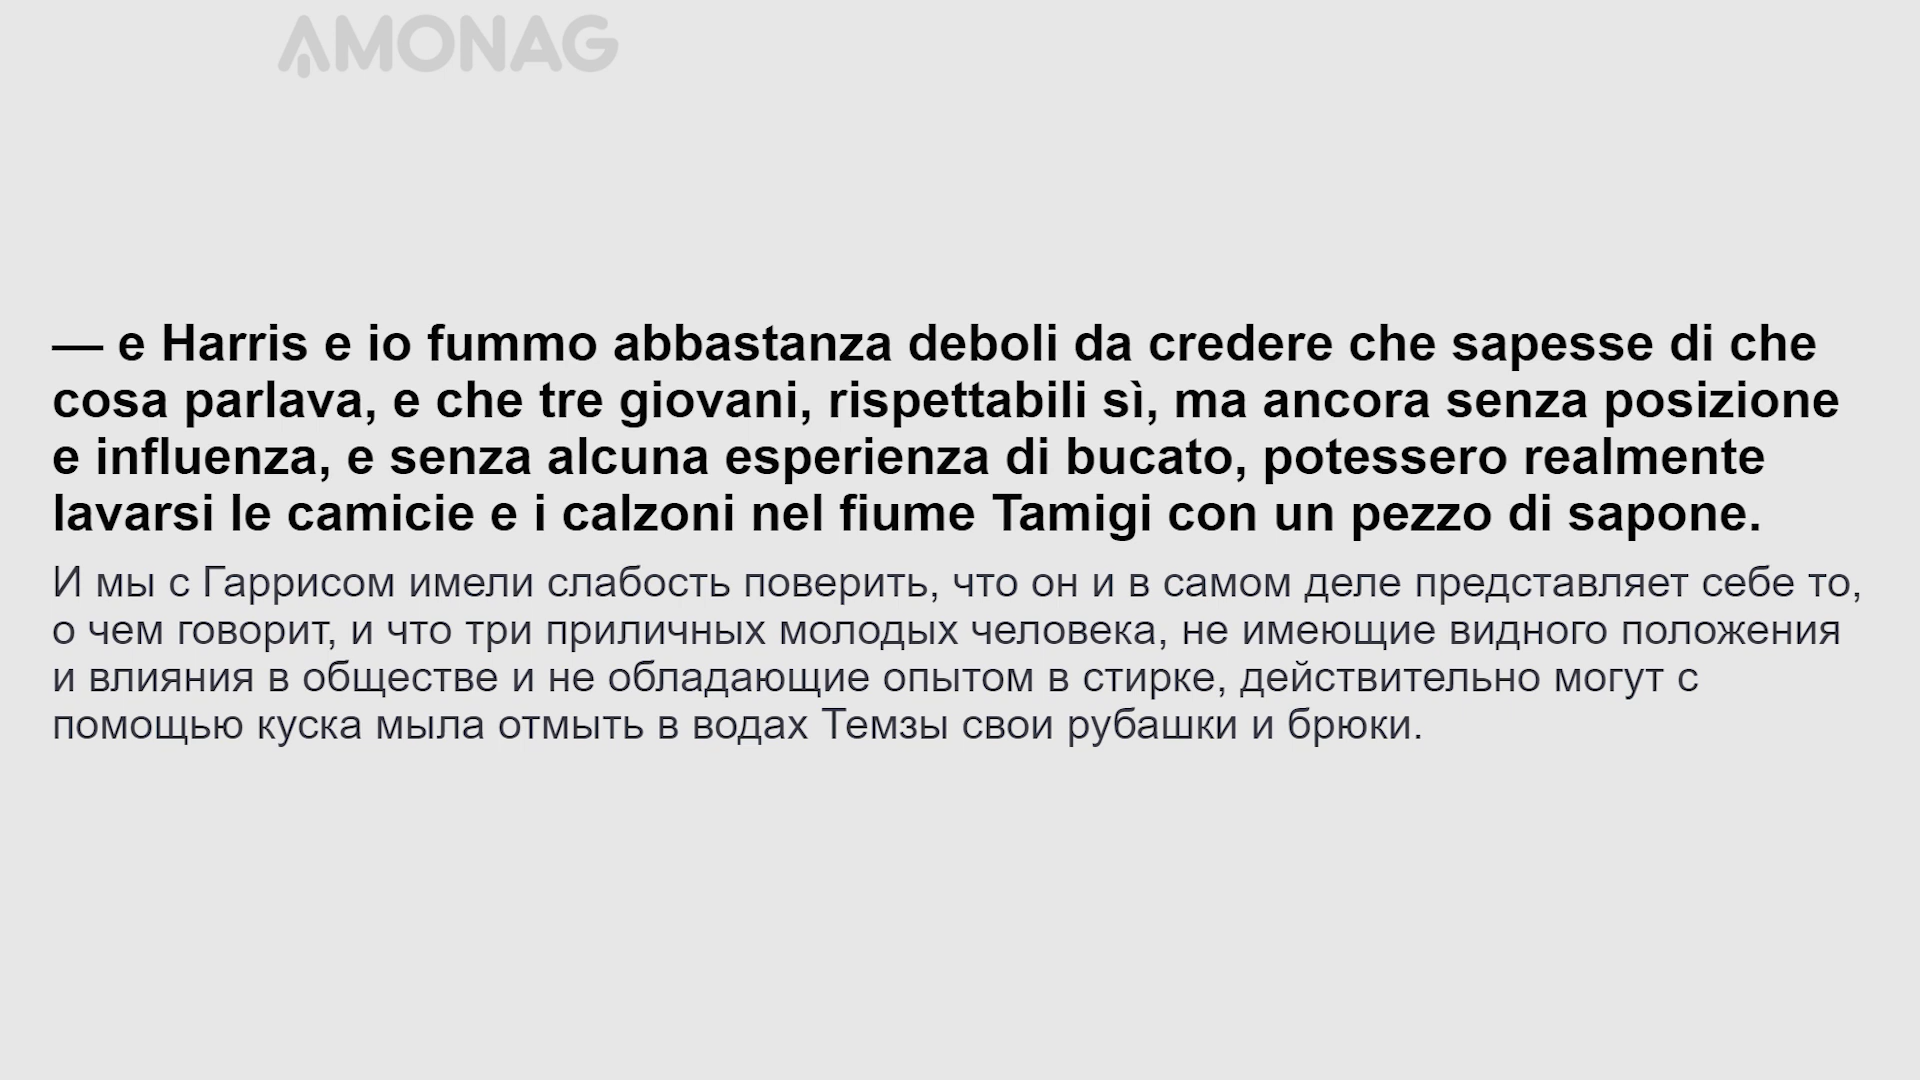 AMONAG
— e Harris e io fummo abbastanza deboli da credere che sapesse di che
cosa parlava, e che tre giovani, rispettabili sì, ma ancora senza posizione
e influenza, e senza alcuna esperienza di bucato, potessero realmente
lavarsi le camicie e i calzoni nel fiume Tamigi con un pezzo di sapone.
И мы с Гаррисом имели слабость поверить, что он и в самом деле представляет себе то,
о чем говорит, и что три приличных молодых человека, не имеющие видного положения
и влияния в обществе и не обладающие опытом в стирке, действительно могут с
помощью куска мыла отмыть в водах Темзы свои рубашки и брюки.